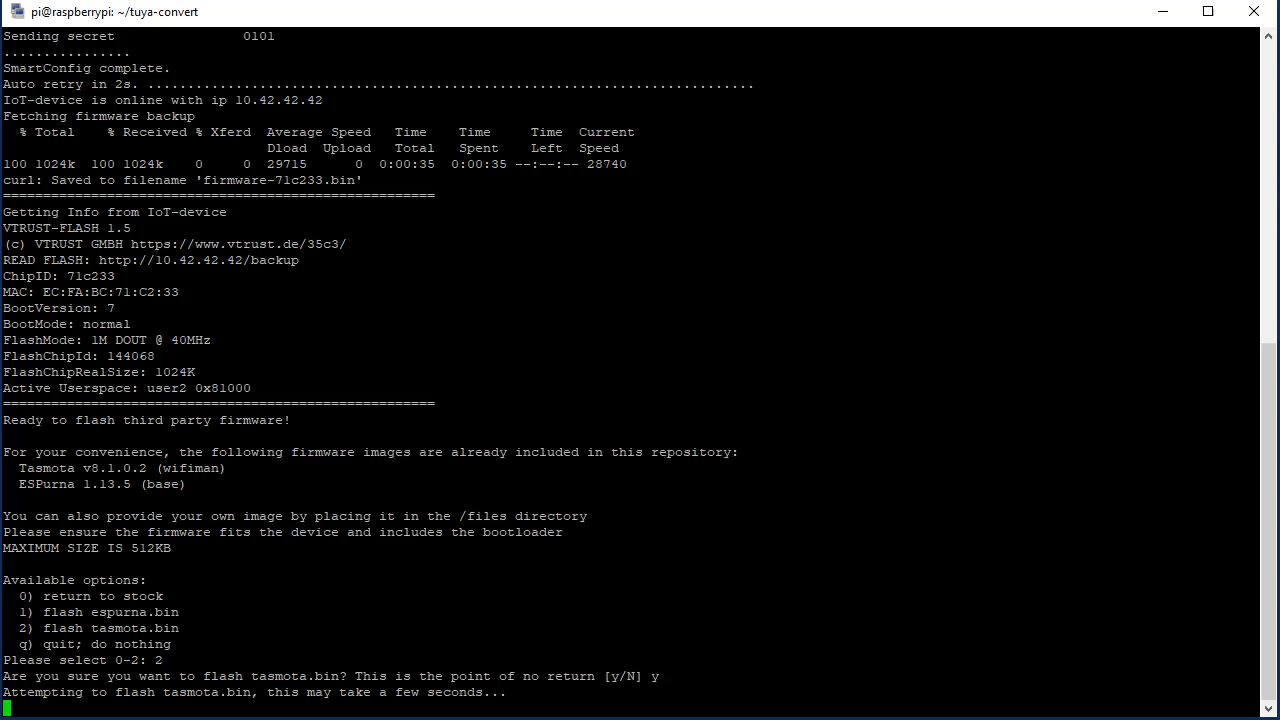 pi@raspberrypi: ~/tuya-convert
Sending secret                0101
................
SmartConfig complete.
Auto retry in 2s. ............................................................................
IoT-device is online with ip 10.42.42.42
Fetching firmware backup
  % Total    % Received % Xferd  Average Speed   Time    Time     Time  Current
                                 Dload  Upload   Total   Spent    Left  Speed
100 1024k  100 1024k    0     0  29715      0  0:00:35  0:00:35 --:--:-- 28740
curl: Saved to filename 'firmware-71c233.bin'
======================================================
Getting Info from IoT-device
VTRUST-FLASH 1.5
(c) VTRUST GMBH https://www.vtrust.de/35c3/
READ FLASH: http://10.42.42.42/backup
ChipID: 71c233
MAC: EC:FA:BC:71:C2:33
BootVersion: 7
BootMode: normal
FlashMode: 1M DOUT @ 40MHz
FlashChipId: 144068
FlashChipRealSize: 1024K
Active Userspace: user2 0x81000
======================================================
Ready to flash third party firmware!
For your convenience, the following firmware images are already included in this repository:
  Tasmota v8.1.0.2 (wifiman)
  ESPurna 1.13.5 (base)
You can also provide your own image by placing it in the /files directory
Please ensure the firmware fits the device and includes the bootloader
MAXIMUM SIZE IS 512KB
Available options:
  0) return to stock
  1) flash espurna.bin
  2) flash tasmota.bin
  q) quit; do nothing
Please select 0-2: 2
Are you sure you want to flash tasmota.bin? This is the point of no return [y/N] y
Attempting to flash tasmota.bin, this may take a few seconds...